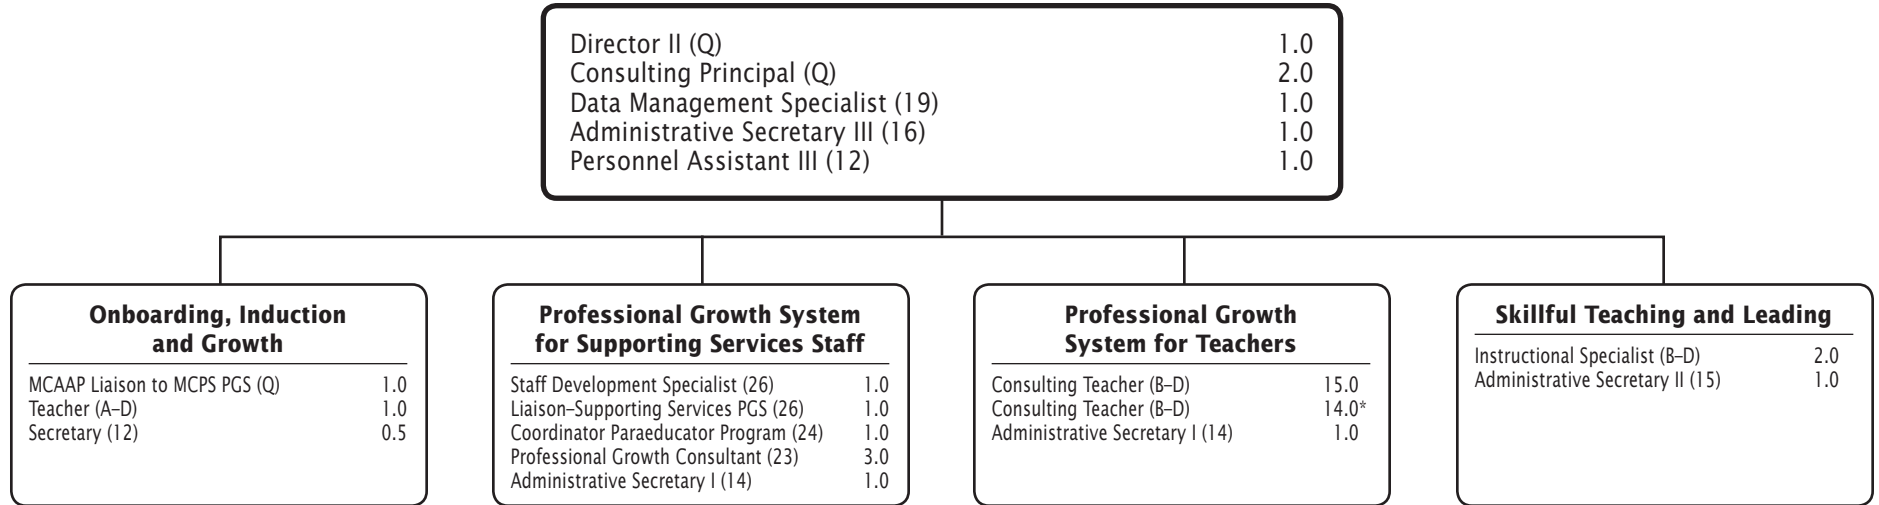 Director II (Q) 1.0
Consulting Principal (Q) 2.0
Data Management Specialist (19) 1.0
Administrative Secretary III (16) 1.0
Personnel Assistant III (12) 1.0
Onboarding, Induction
and Growth
MCAAP Liaison to MCPS PGS (Q) 1.0
Teacher (A–D) 1.0
Secretary (12) 0.5
Professional Growth System
for Supporting Services Staff
Staff Development Specialist (26) 1.0
Liaison–Supporting Services PGS (26) 1.0
Coordinator Paraeducator Program (24) 1.0
Professional Growth Consultant (23) 3.0
Administrative Secretary I (14) 1.0
Professional Growth
System for Teachers
Consulting Teacher (B–D) 15.0
Consulting Teacher (B–D) 14.0*
Administrative Secretary I (14) 1.0
Skillful Teaching and Leading
Instructional Specialist (B–D) 2.0
Administrative Secretary II (15) 1.0